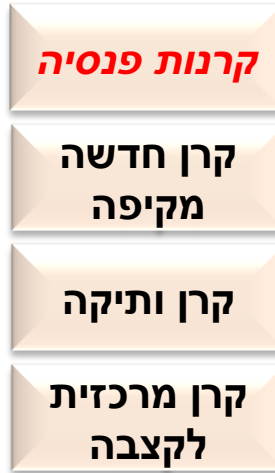 קרנות פנסיה
קרן חדשה
מקיפה
קרן ותיקה
קרן מרכזית
לקצבה